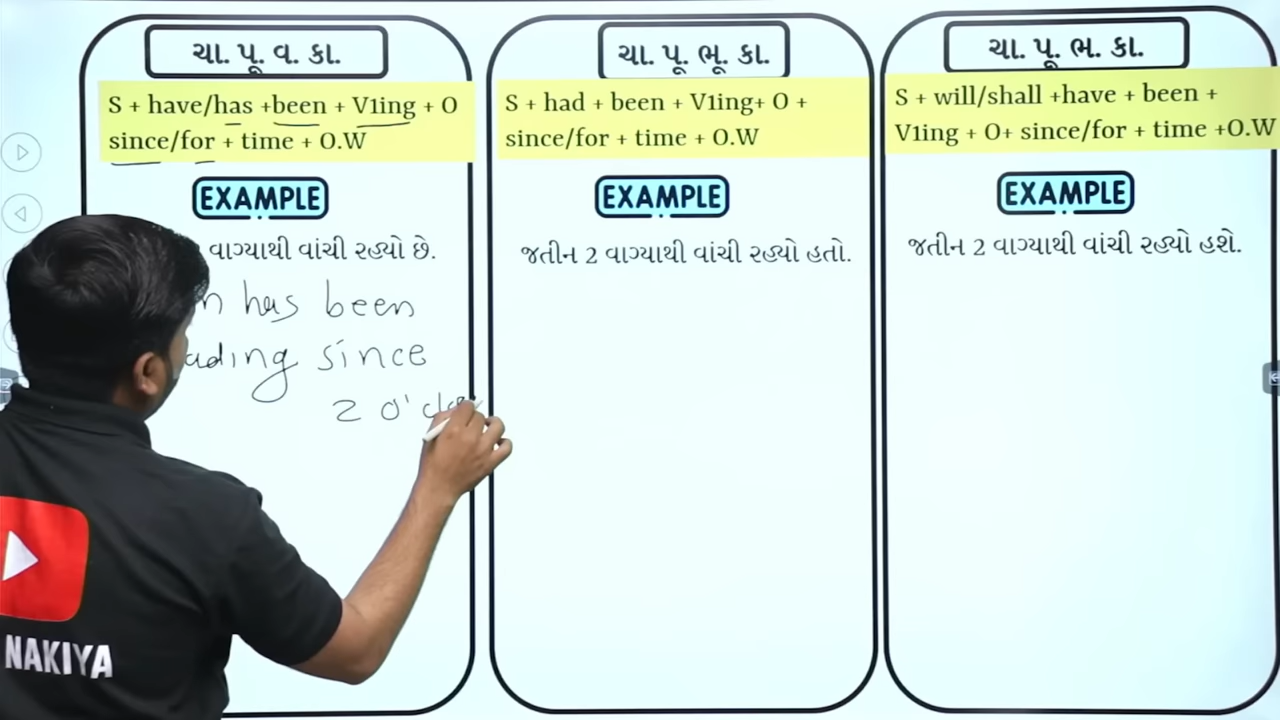 ચા. પૂ. વ. કા.
S + have/has +been + V1ing + O
since/for + time + O.W
EXAMPLE
વાગ્યાથી વાંચી રહ્યો છે.
has been
since
2 O'
ચા. પૂ. ભૂ. કા.
S + had + been + V1ing+ O +
since/for + time + O.W
EXAMPLE
જતીન 2 વાગ્યાથી વાંચી રહ્યો હતો.
ચા. પૂ. ભ. કા.
S + will/shall +have + been +
V1ing + O+ since/for + time +O.W
EXAMPLE
જતીન 2 વાગ્યાથી વાંચી રહ્યો હશે.
NAKIYA